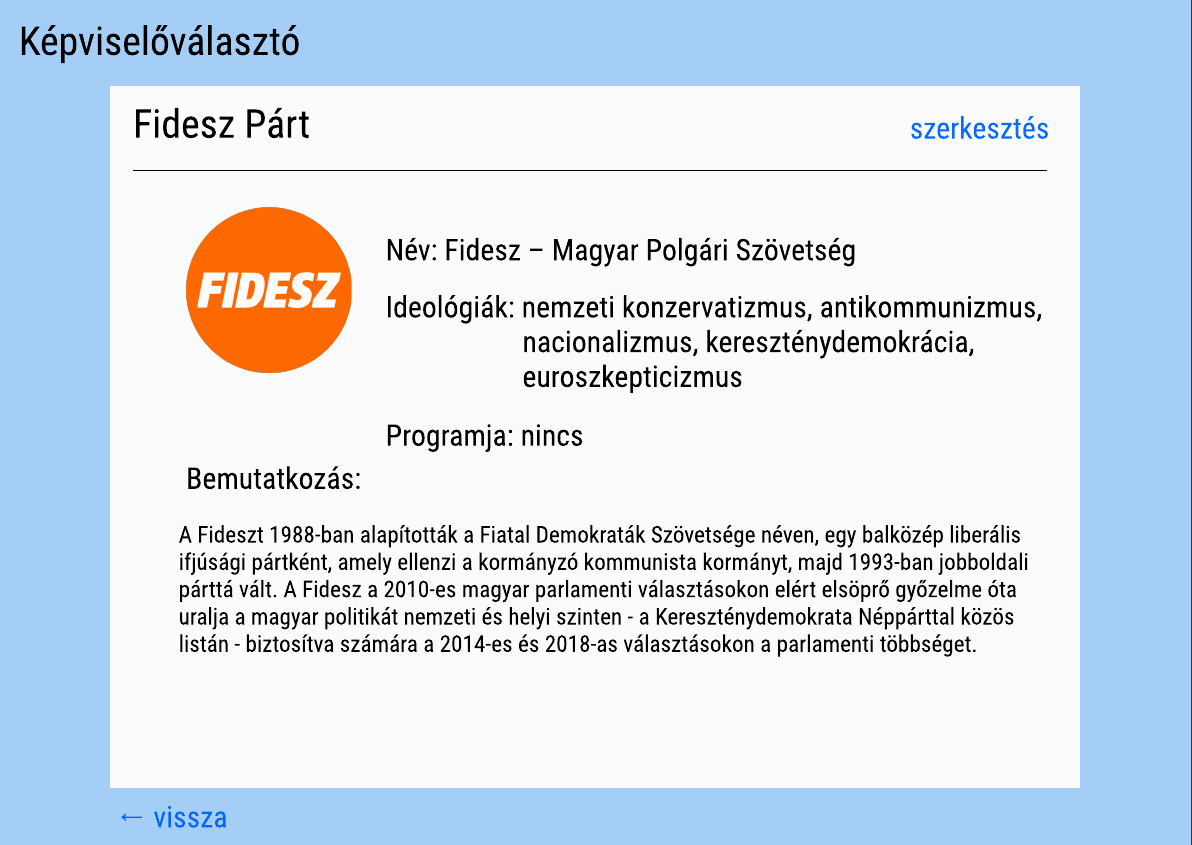 Képviselőválasztó
Fidesz Párt
szerkesztés
FIDESZ
Név: Fidesz – Magyar Polgári Szövetség
Ideológiák: nemzeti konzervatizmus, antikommunizmus,
nacionalizmus, kereszténydemokrácia,
euroszkepticizmus
Programja: nincs
Bemutatkozás:
A Fideszt 1988-ban alapították a Fiatal Demokraták Szövetsége néven, egy balközép liberális
ifjúsági pártként, amely ellenzi a kormányzó kommunista kormányt, majd 1993-ban jobboldali
párttá vált. A Fidesz a 2010-es magyar parlamenti választásokon elért elsöprő győzelme óta
uralja a magyar politikát nemzeti és helyi szinten - a Kereszténydemokrata Néppárttal közös
listán - biztosítva számára a 2014-es és 2018-as választásokon a parlamenti többséget.
← vissza